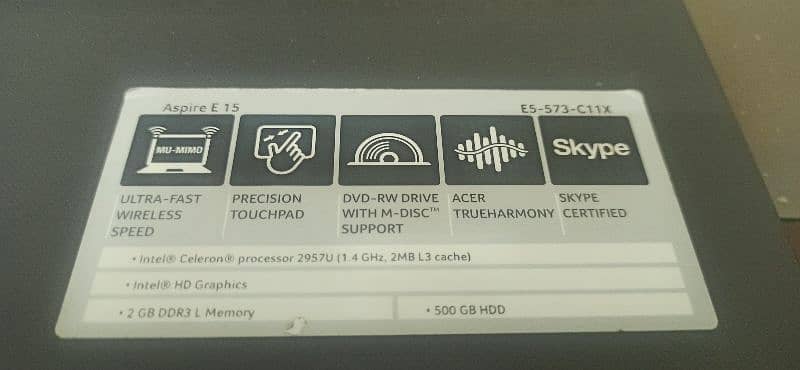 Aspire E 15 E5-573-C11X
MU-MIMO
Skype
ULTRA-FAST WIRELESS SPEED
PRECISION TOUCHPAD
DVD-RW DRIVE WITH M-DISC™ SUPPORT
ACER TRUEHARMONY
SKYPE CERTIFIED
• Intel® Celeron® processor 2957U (1.4 GHz, 2MB L3 cache)
• Intel® HD Graphics
• 2 GB DDR3 L Memory
• 500 GB HDD